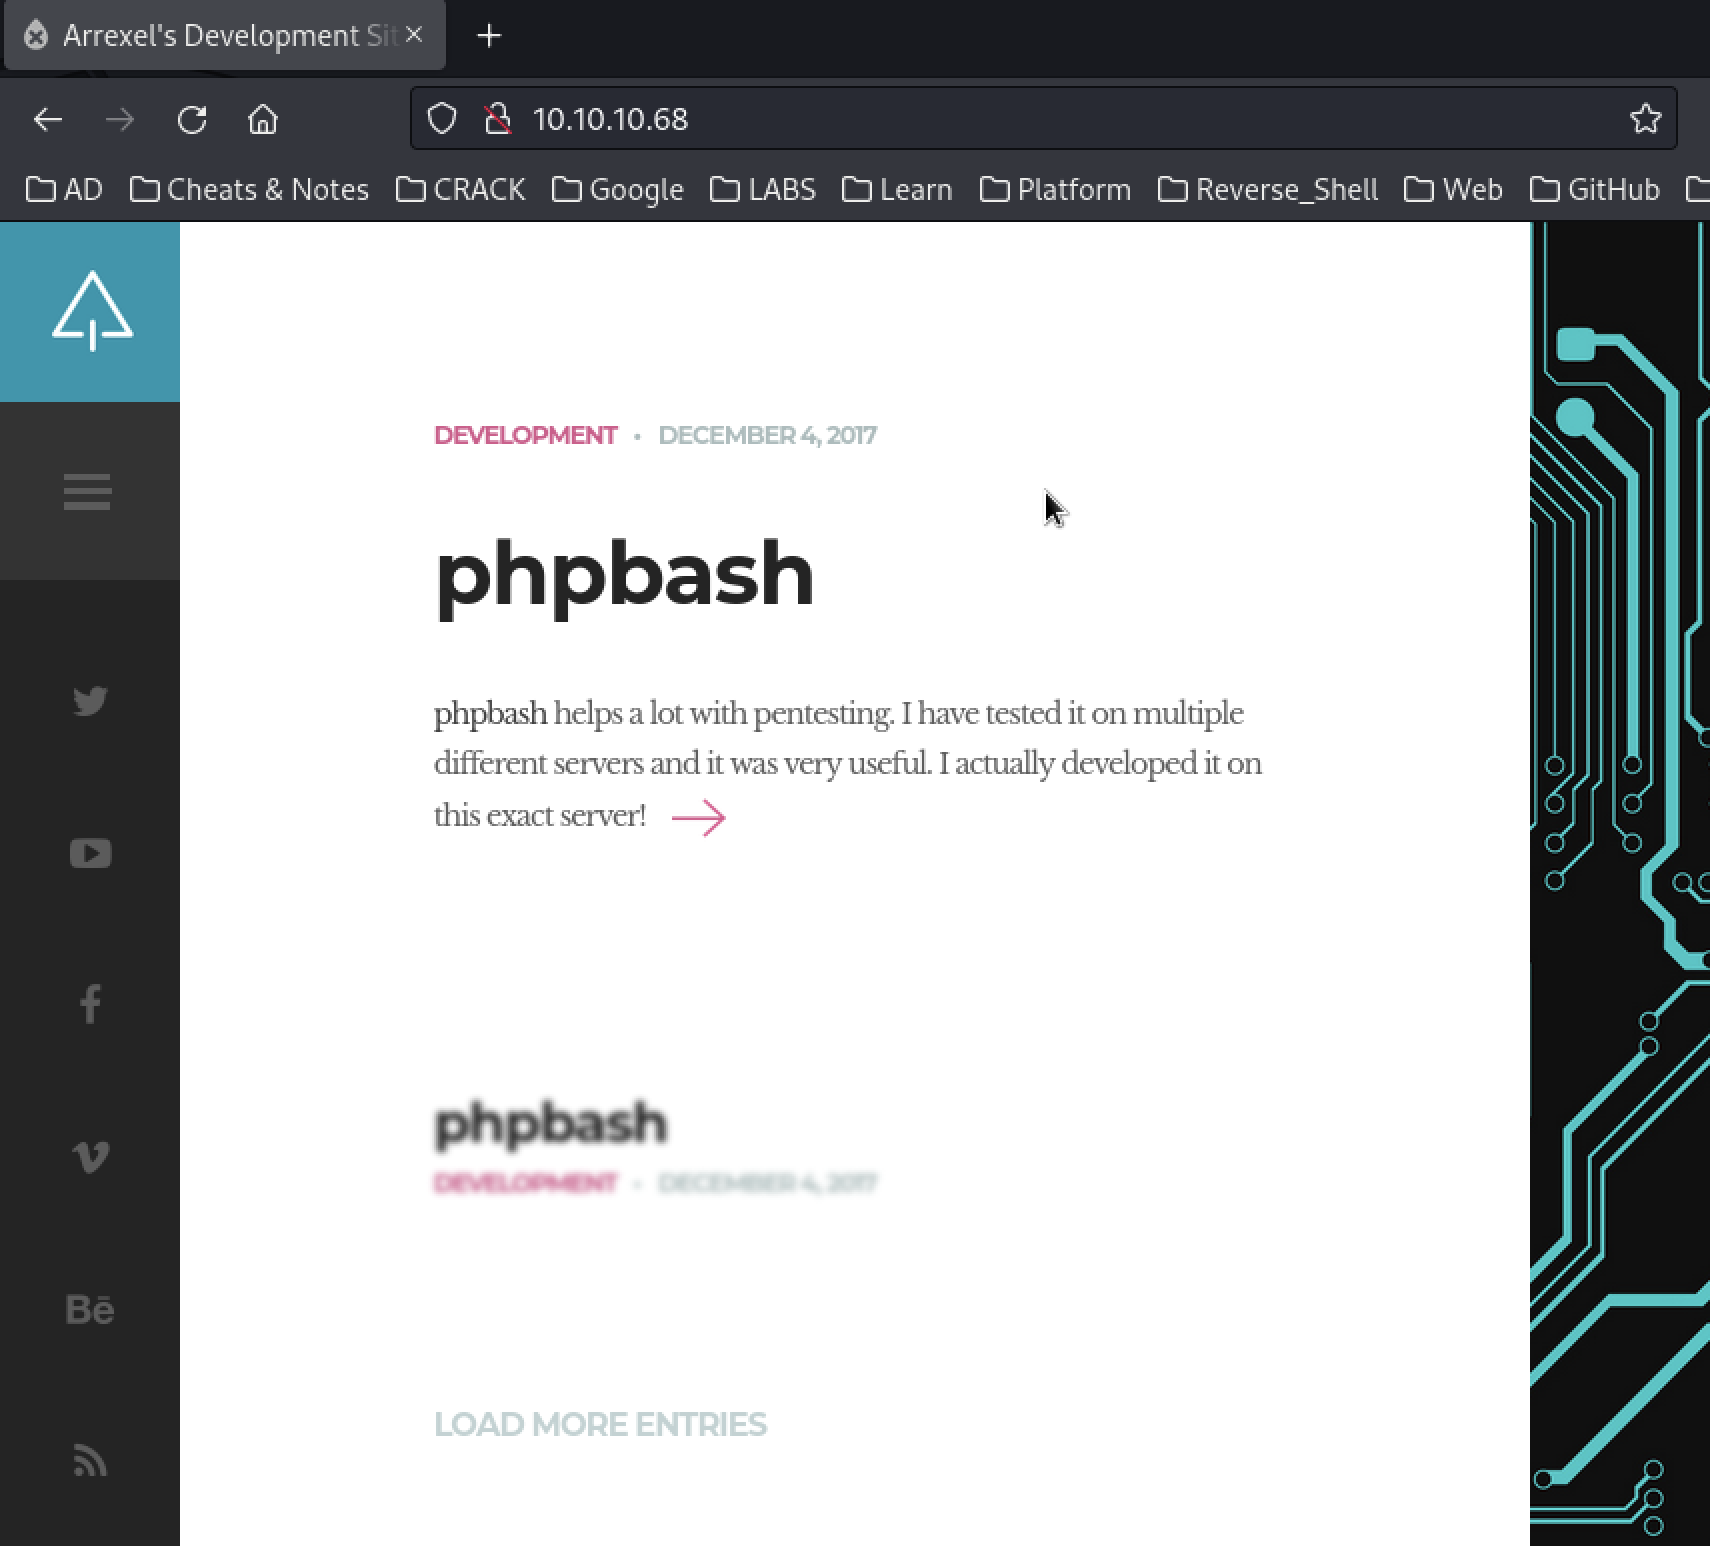 Arrexel's Development Sit
10.10.10.68
AD Cheats & Notes CRACK Google LABS Learn Platform Reverse_Shell Web GitHub
DEVELOPMENT • DECEMBER 4, 2017
phpbash
phpbash helps a lot with pentesting. I have tested it on multiple
different servers and it was very useful. I actually developed it on
this exact server!
Bē
phpbash
DEVELOPMENT • DECEMBER 4, 2017
LOAD MORE ENTRIES